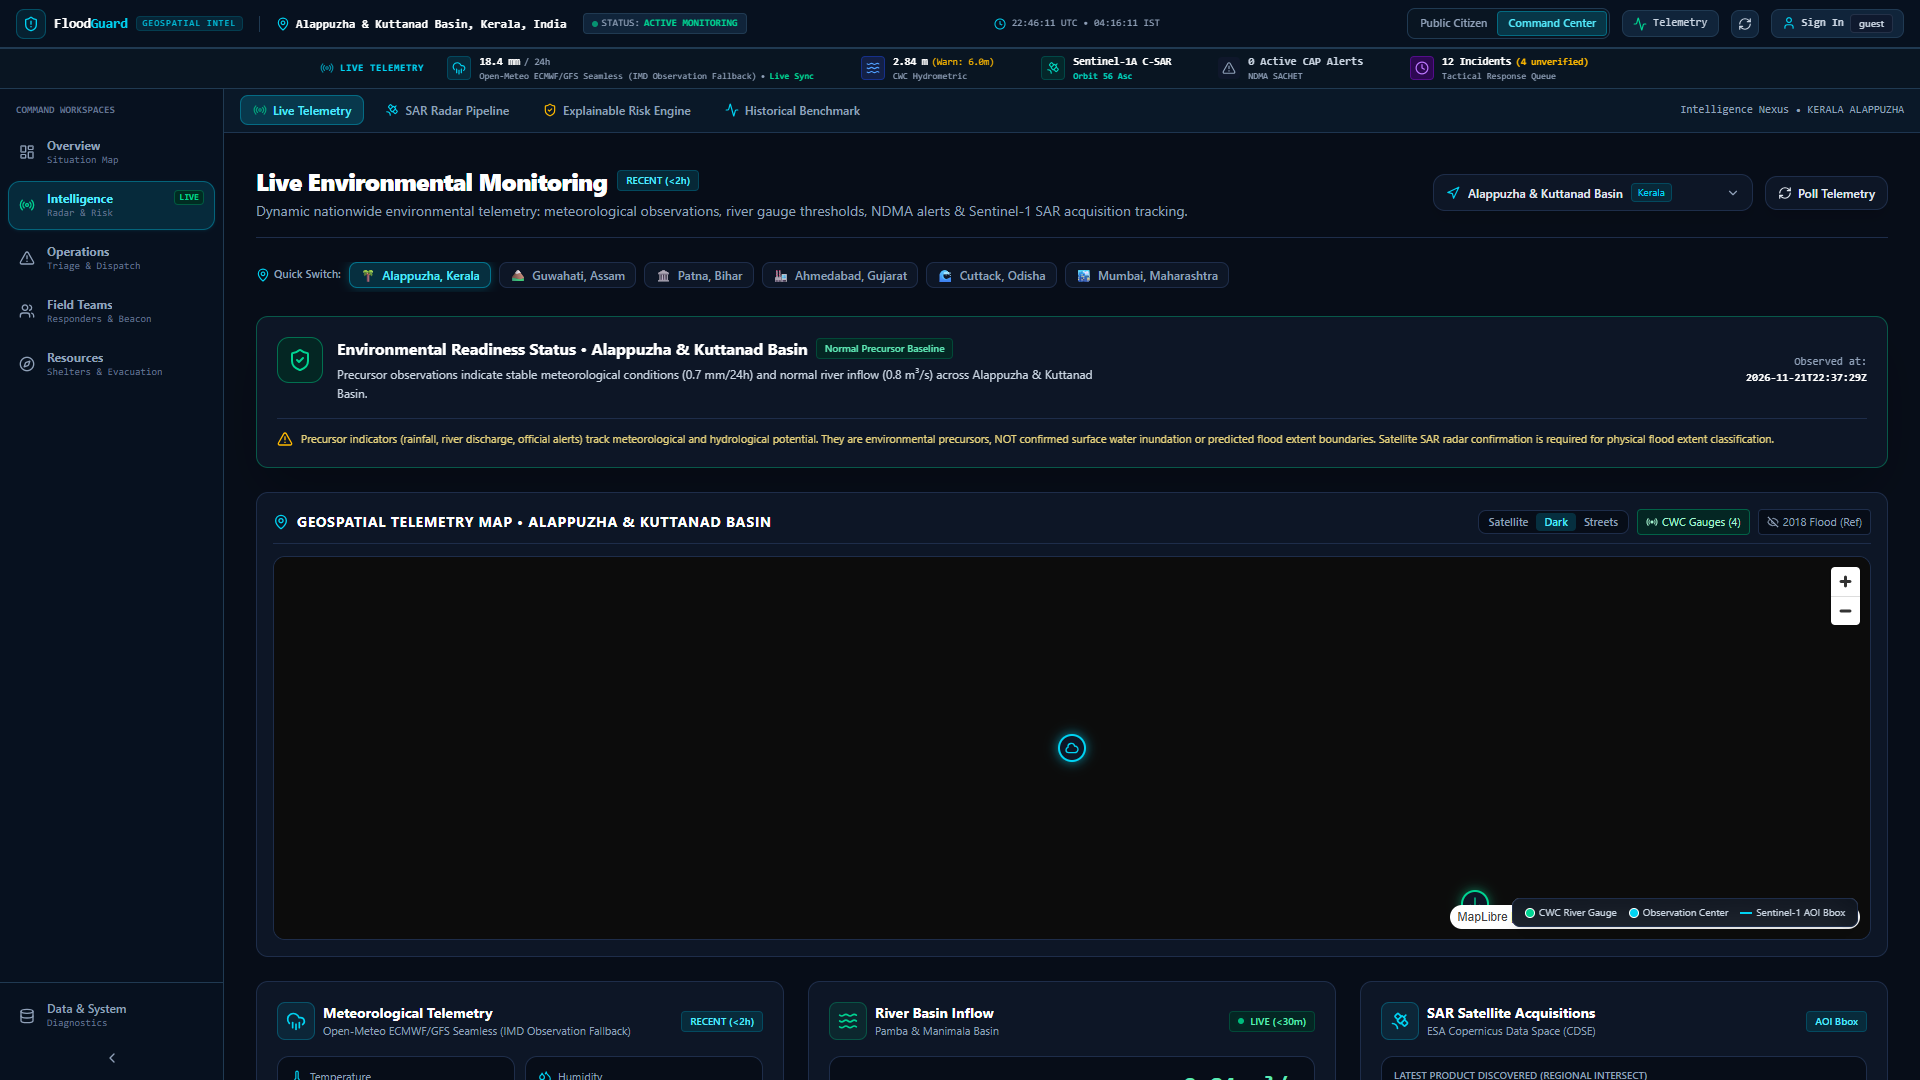 FloodGuard GEOSPATIAL INTEL
Alappuzha & Kuttanad Basin, Kerala, India
STATUS: ACTIVE MONITORING
22:46:11 UTC • 04:16:11 IST
Public Citizen
Command Center
Telemetry
Sign In guest
LIVE TELEMETRY
18.4 mm / 24h
Open-Meteo ECMWF/GFS Seamless (IMD Observation Fallback) • Live Sync
2.84 m (Warn: 6.0m)
CWC Hydrometric
Sentinel-1A C-SAR
Orbit 56 Asc
0 Active CAP Alerts
NDMA SACHET
12 Incidents (4 unverified)
Tactical Response Queue
COMMAND WORKSPACES
Overview
Situation Map
Intelligence LIVE
Radar & Risk
Operations
Triage & Dispatch
Field Teams
Responders & Beacon
Resources
Shelters & Evacuation
Data & System
Diagnostics
Live Telemetry
SAR Radar Pipeline
Explainable Risk Engine
Historical Benchmark
Intelligence Nexus • KERALA ALAPPUZHA
Live Environmental Monitoring RECENT (<2h)
Dynamic nationwide environmental telemetry: meteorological observations, river gauge thresholds, NDMA alerts & Sentinel-1 SAR acquisition tracking.
Alappuzha & Kuttanad Basin Kerala
Poll Telemetry
Quick Switch:
Alappuzha, Kerala
Guwahati, Assam
Patna, Bihar
Ahmedabad, Gujarat
Cuttack, Odisha
Mumbai, Maharashtra
Environmental Readiness Status • Alappuzha & Kuttanad Basin Normal Precursor Baseline
Precursor observations indicate stable meteorological conditions (0.7 mm/24h) and normal river inflow (0.8 m³/s) across Alappuzha & Kuttanad
Basin.
Observed at:
2026-11-21T22:37:29Z
Precursor indicators (rainfall, river discharge, official alerts) track meteorological and hydrological potential. They are environmental precursors, NOT confirmed surface water inundation or predicted flood extent boundaries. Satellite SAR radar confirmation is required for physical flood extent classification.
GEOSPATIAL TELEMETRY MAP • ALAPPUZHA & KUTTANAD BASIN
Satellite
Dark
Streets
CWC Gauges (4)
2018 Flood (Ref)
+
−
MapLibre
CWC River Gauge
Observation Center
Sentinel-1 AOI Bbox
Meteorological Telemetry
Open-Meteo ECMWF/GFS Seamless (IMD Observation Fallback)
RECENT (<2h)
Temperature
Humidity
River Basin Inflow
Pamba & Manimala Basin
LIVE (<30m)
SAR Satellite Acquisitions
ESA Copernicus Data Space (CDSE)
AOI Bbox
LATEST PRODUCT DISCOVERED (REGIONAL INTERSECT)